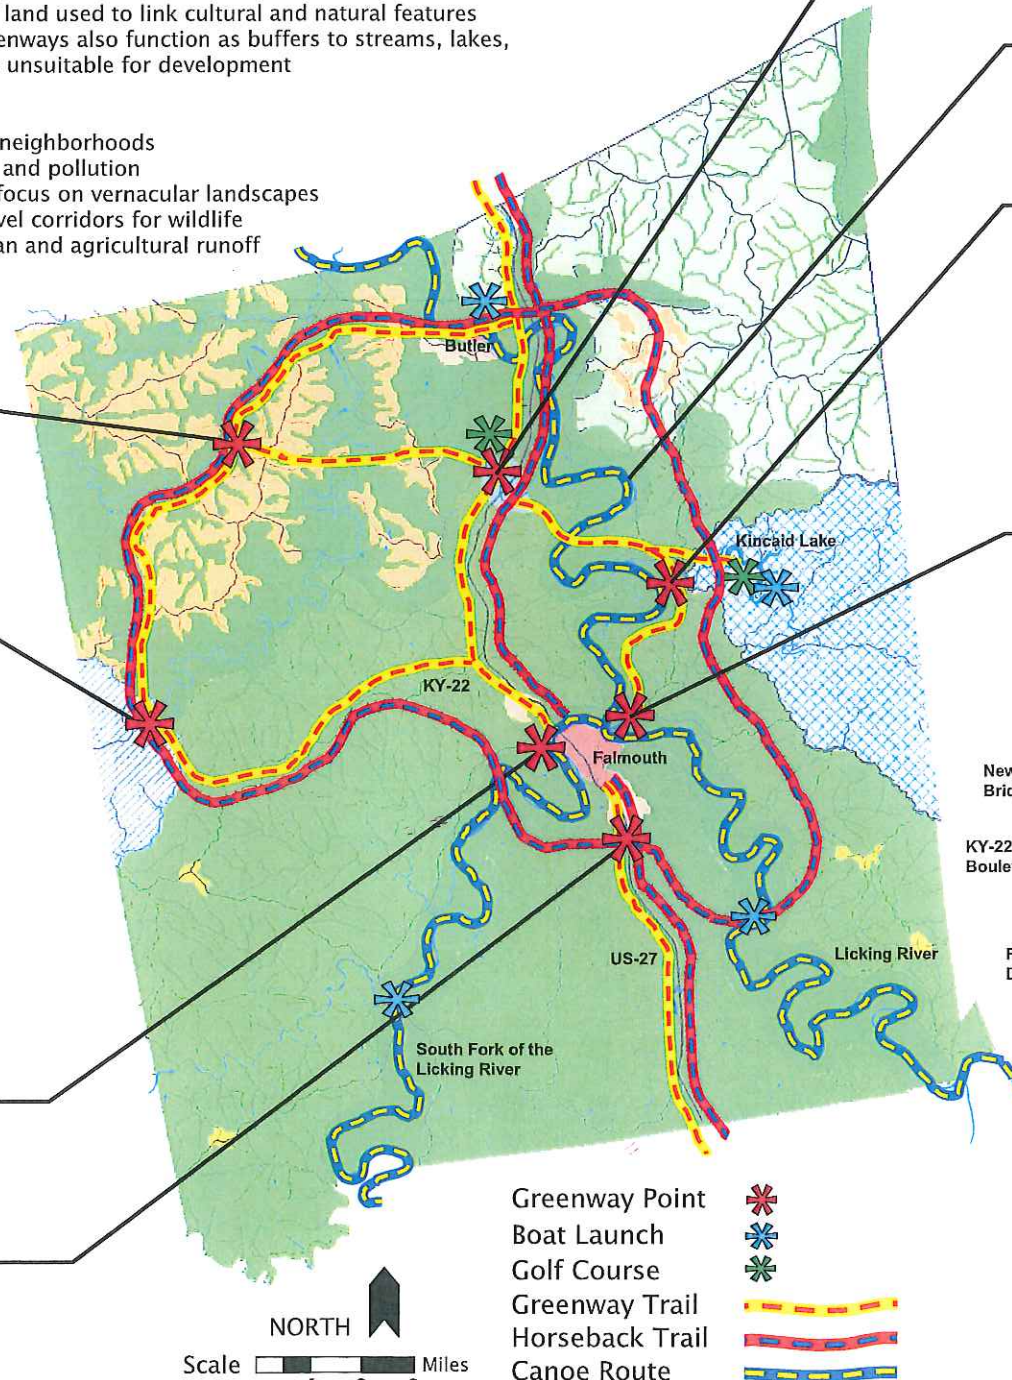 land used to link cultural and natural features
enways also function as buffers to streams, lakes,
unsuitable for development
neighborhoods
and pollution
focus on vernacular landscapes
vel corridors for wildlife
an and agricultural runoff
Butler
Kincaid Lake
KY-22
Falmouth
New
Brid
KY-22
Boule
US-27
Licking River
F
D
South Fork of the
Licking River
Greenway Point
Boat Launch
Golf Course
Greenway Trail
Horseback Trail
Canoe Route
NORTH
Scale
Miles